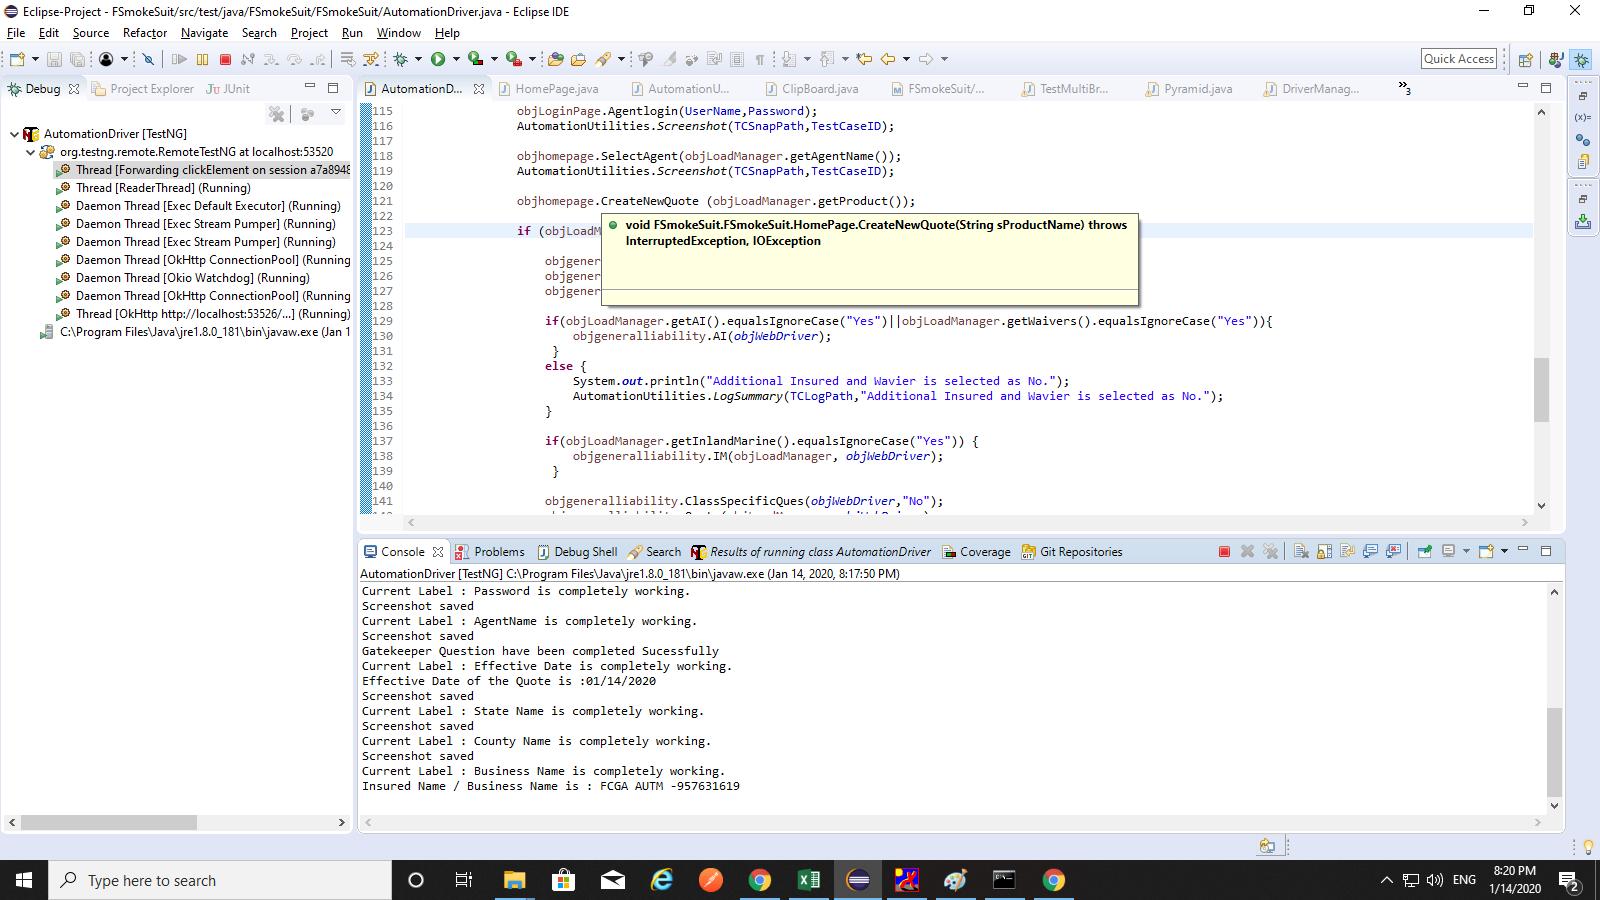 Eclipse-Project - FSmokeSuit/src/test/java/FSmokeSuit/FSmokeSuit/AutomationDriver.java - Eclipse IDE
File Edit Source Refactor Navigate Search Project Run Window Help
Quick Access
Debug Project Explorer JUnit
AutomationD... HomePage.java AutomationU... ClipBoard.java FSmokeSuit/... TestMultiBr... Pyramid.java DriverManag... 3
AutomationDriver [TestNG]
org.testng.remote.RemoteTestNG at localhost:53520
Thread [Forwarding clickElement on session a7a8948
Thread [ReaderThread] (Running)
Daemon Thread [Exec Default Executor] (Running)
Daemon Thread [Exec Stream Pumper] (Running)
Daemon Thread [Exec Stream Pumper] (Running)
Daemon Thread [OkHttp ConnectionPool] (Running)
Daemon Thread [Okio Watchdog] (Running)
Daemon Thread [OkHttp ConnectionPool] (Running
Thread [OkHttp http://localhost:53526/...] (Running)
C:\Program Files\Java\jre1.8.0_181\bin\javaw.exe (Jan 1
115 objLoginPage.Agentlogin(UserName,Password);
116 AutomationUtilities.Screenshot(TCSnapPath,TestCaseID);
117
118 objhomepage.SelectAgent(objLoadManager.getAgentName());
119 AutomationUtilities.Screenshot(TCSnapPath,TestCaseID);
120
121 objhomepage.CreateNewQuote (objLoadManager.getProduct());
122
void FSmokeSuit.FSmokeSuit.HomePage.CreateNewQuote(String sProductName) throws
InterruptedException, IOException
123 if (objLoadM
124
125 objgener
126 objgener
127 objgener
128
129 if(objLoadManager.getAI().equalsIgnoreCase("Yes")||objLoadManager.getWaivers().equalsIgnoreCase("Yes")){
130 objgeneralliability.AI(objWebDriver);
131 }
132 else {
133 System.out.println("Additional Insured and Wavier is selected as No.");
134 AutomationUtilities.LogSummary(TCLogPath,"Additional Insured and Wavier is selected as No.");
135 }
136
137 if(objLoadManager.getInlandMarine().equalsIgnoreCase("Yes")) {
138 objgeneralliability.IM(objLoadManager, objWebDriver);
139 }
140
141 objgeneralliability.ClassSpecificQues(objWebDriver,"No");
Console Problems Debug Shell Search Results of running class AutomationDriver Coverage Git Repositories
AutomationDriver [TestNG] C:\Program Files\Java\jre1.8.0_181\bin\javaw.exe (Jan 14, 2020, 8:17:50 PM)
Current Label : Password is completely working.
Screenshot saved
Current Label : AgentName is completely working.
Screenshot saved
Gatekeeper Question have been completed Sucessfully
Current Label : Effective Date is completely working.
Effective Date of the Quote is :01/14/2020
Screenshot saved
Current Label : State Name is completely working.
Screenshot saved
Current Label : County Name is completely working.
Screenshot saved
Current Label : Business Name is completely working.
Insured Name / Business Name is : FCGA AUTM -957631619
Type here to search
ENG
8:20 PM
1/14/2020
2